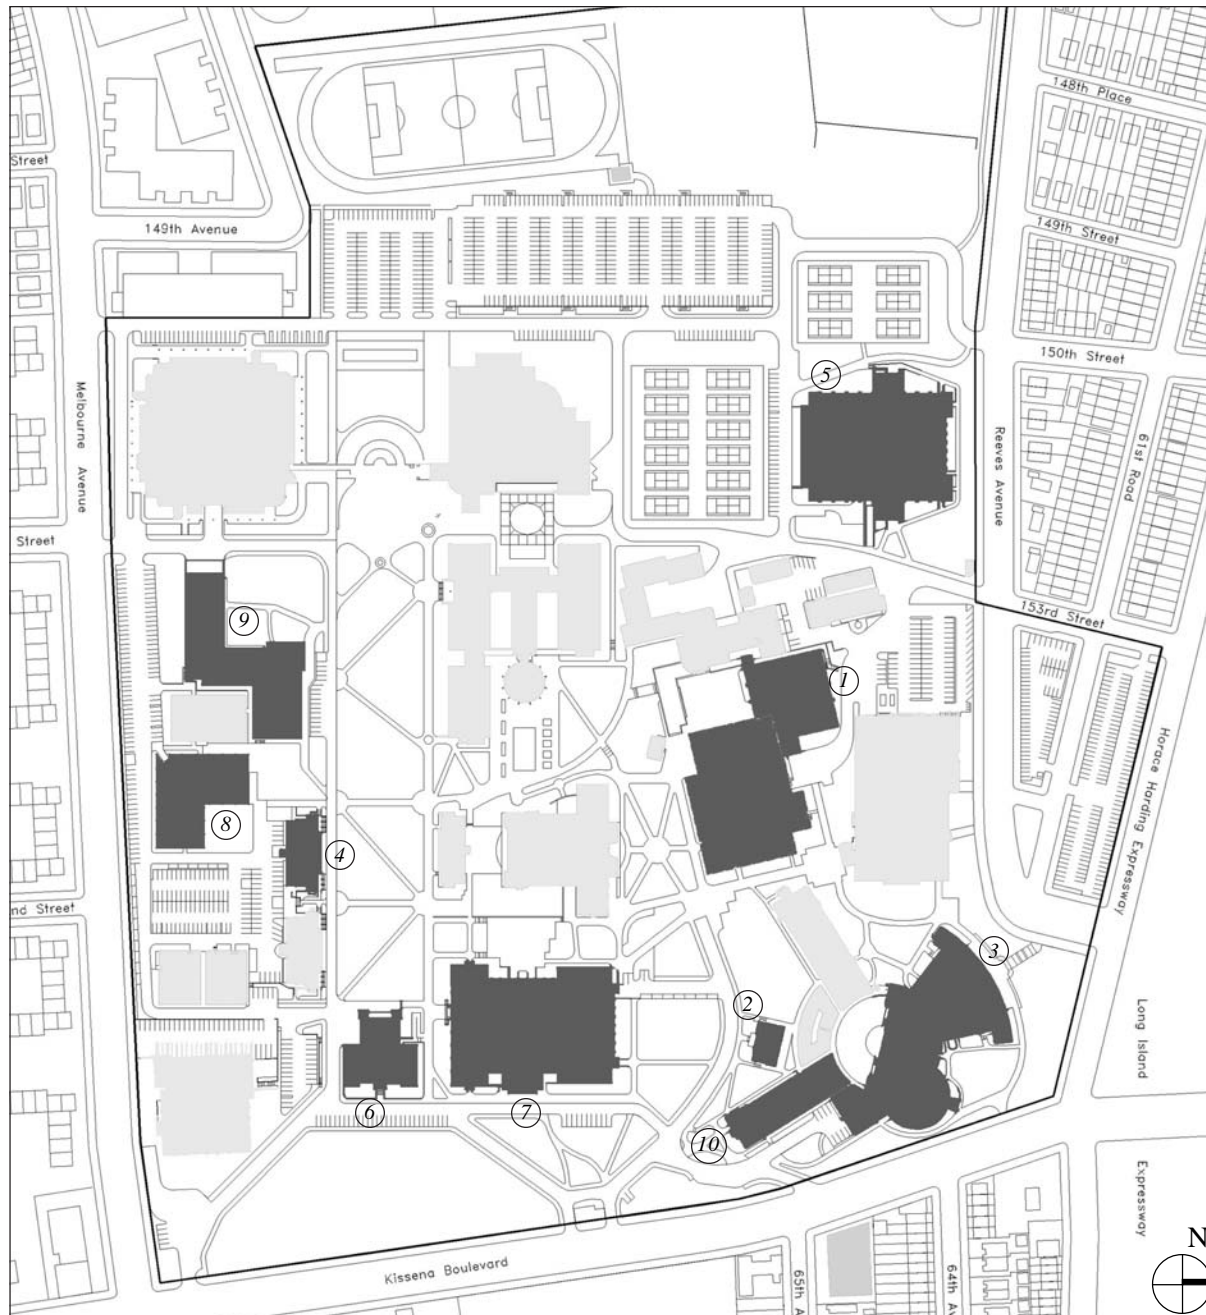 148th Place
Street
149th Avenue
149th Street
150th Street
5
Melbourne Avenue
Reeves Avenue
61st Road
Street
153rd Street
9
1
Horace Harding Expressway
8
4
nd Street
3
2
Long Island
Expressway
6
7
10
N
Kissena Boulevard
65th A
64th A